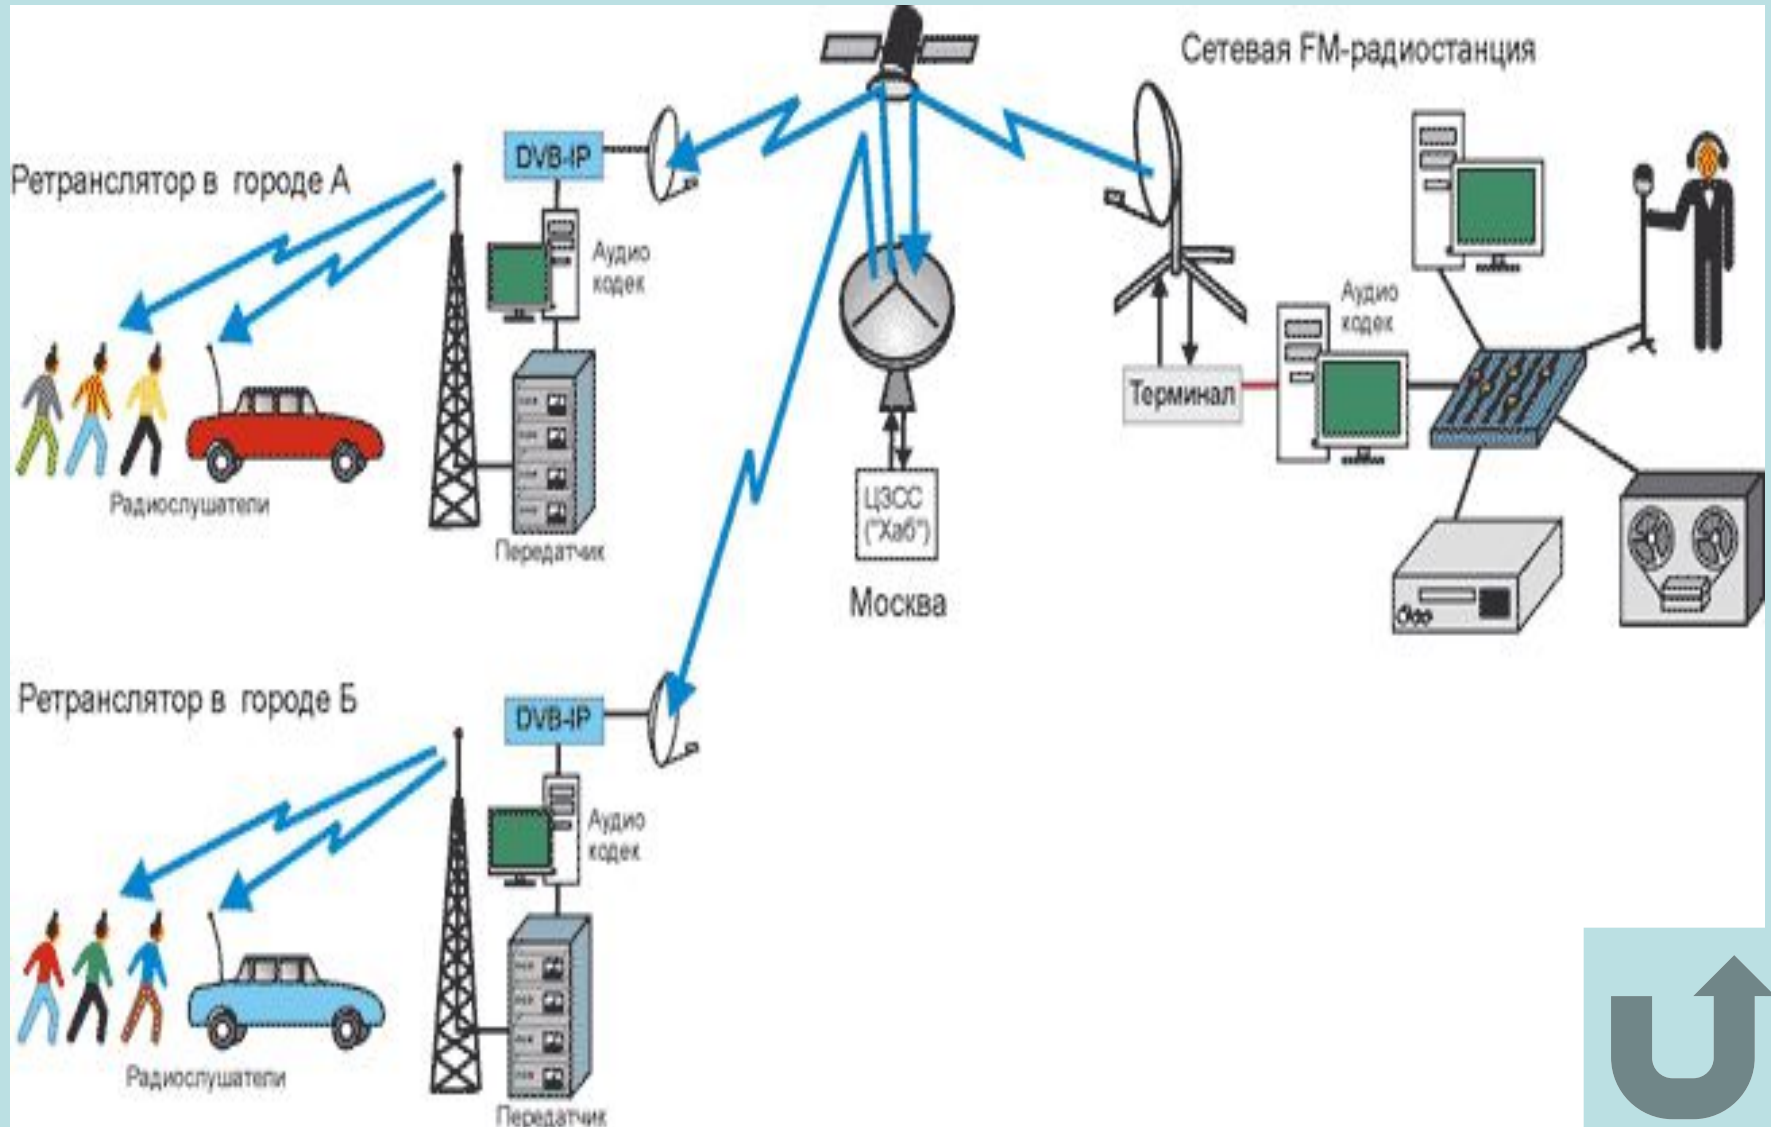 Сетевая FM-радиостанция
DVB-IP
Ретранслятор в городе А
Аудио
кодек
Аудио
кодек
Терминал
Радиослушатели
ЦЗСС
("Хаб")
Передатчик
Москва
Ретранслятор в городе Б
DVB-IP
Аудио
кодек
Радиослушатели
Передатчик